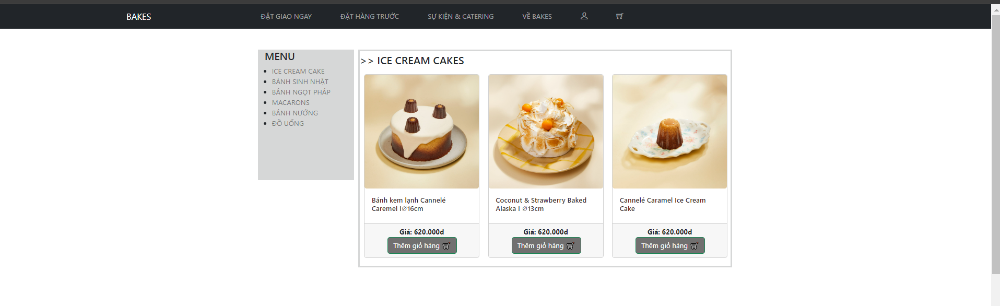 BAKES ĐẶT GIAO NGAY ĐẶT HÀNG TRƯỚC SỰ KIỆN & CATERING VỀ BAKES
MENU
ICE CREAM CAKE
BÁNH SINH NHẬT
BÁNH NGỌT PHÁP
MACARONS
BÁNH NƯỚNG
ĐỒ UỐNG
>> ICE CREAM CAKES
Bánh kem lạnh Cannelé
Caremel I∅16cm
Giá: 620.000đ
Thêm giỏ hàng
Coconut & Strawberry Baked
Alaska I ∅13cm
Giá: 620.000đ
Thêm giỏ hàng
Cannelé Caramel Ice Cream
Cake
Giá: 620.000đ
Thêm giỏ hàng